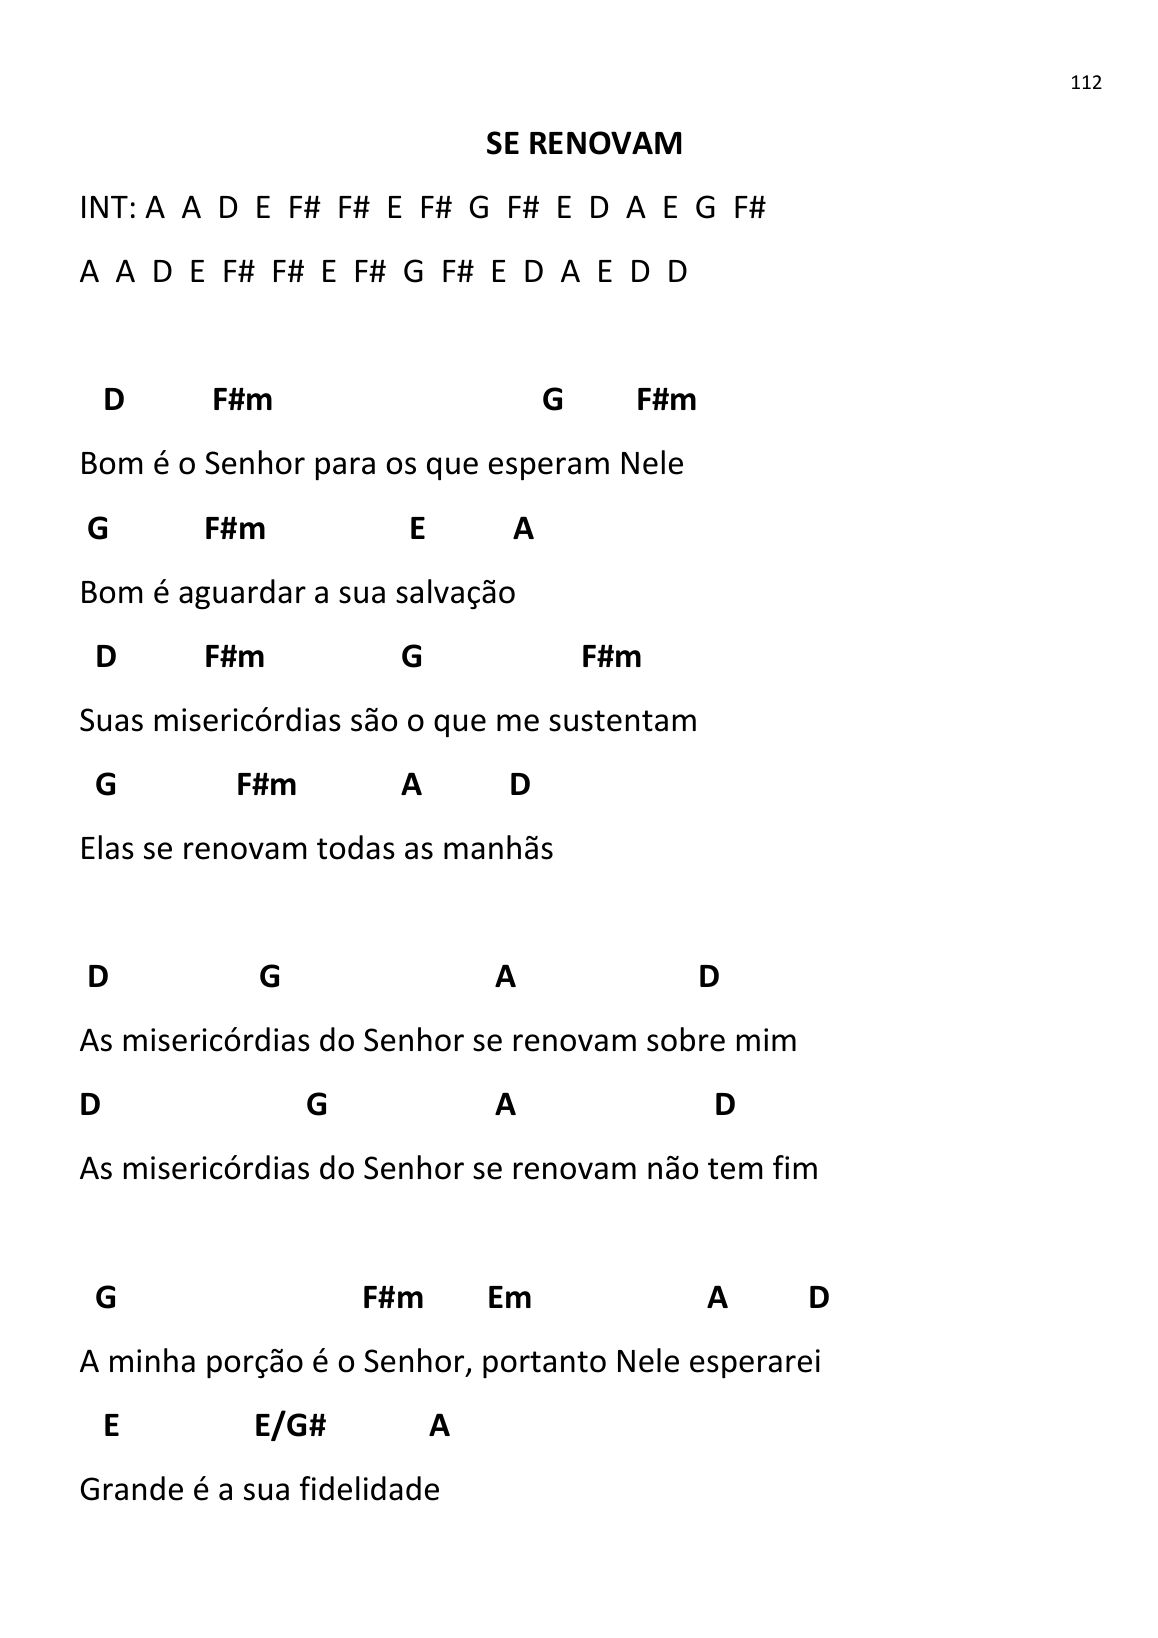 112
SE RENOVAM
INT: A A D E F# F# E F# G F# E D A E G F#
A A D E F# F# E F# G F# E D A E D D
D F#m G F#m
Bom é o Senhor para os que esperam Nele
G F#m E A
Bom é aguardar a sua salvação
D F#m G F#m
Suas misericórdias são o que me sustentam
G F#m A D
Elas se renovam todas as manhãs
D G A D
As misericórdias do Senhor se renovam sobre mim
D G A D
As misericórdias do Senhor se renovam não tem fim
G F#m Em A D
A minha porção é o Senhor, portanto Nele esperarei
E E/G# A
Grande é a sua fidelidade